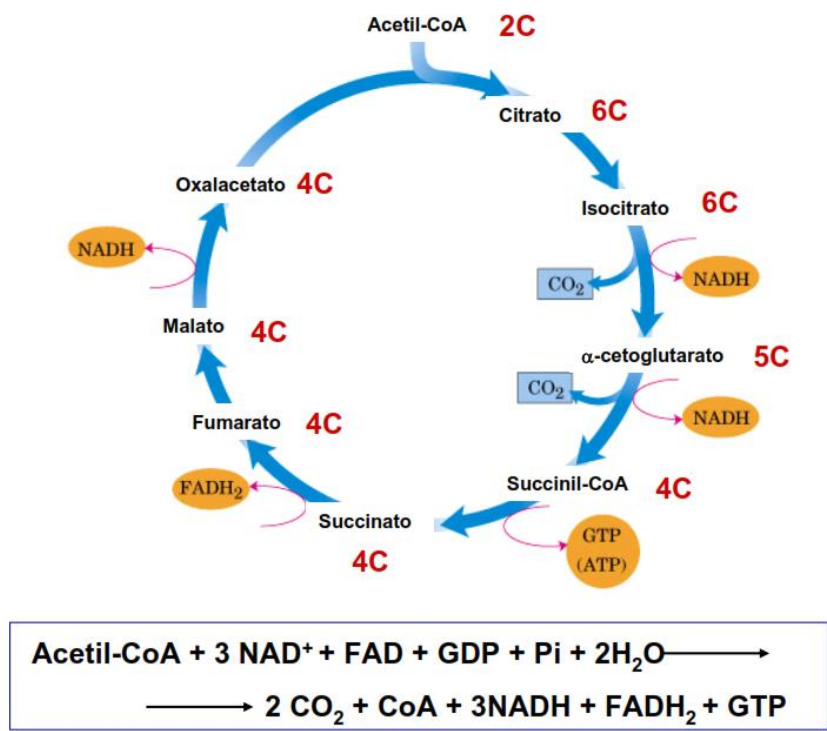 Acetil-CoA 2C
Citrato 6C
Isocitrato 6C
CO₂ NADH
α-cetoglutarato 5C
CO₂ NADH
Succinil-CoA 4C
GTP
(ATP)
Succinato
4C
FADH₂
Fumarato 4C
Malato 4C
NADH
Oxalacetato 4C
Acetil-CoA + 3 NAD⁺ + FAD + GDP + Pi + 2H₂O ⟶
⟶ 2 CO₂ + CoA + 3NADH + FADH₂ + GTP